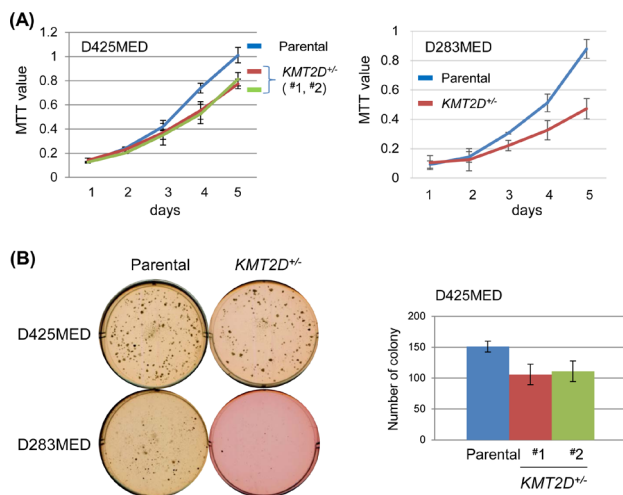 (A)
D425MED
MTT value
1.2
1
0.8
0.6
0.4
0.2
0
1 2 3 4 5
days
Parental
KMT2D+/-
( #1, #2)
D283MED
MTT value
1
0.8
0.6
0.4
0.2
0
1 2 3 4 5
days
Parental
KMT2D+/-
(B)
Parental KMT2D+/-
D425MED
D283MED
D425MED
Number of colony
200
150
100
50
0
Parental #1 #2
KMT2D+/-